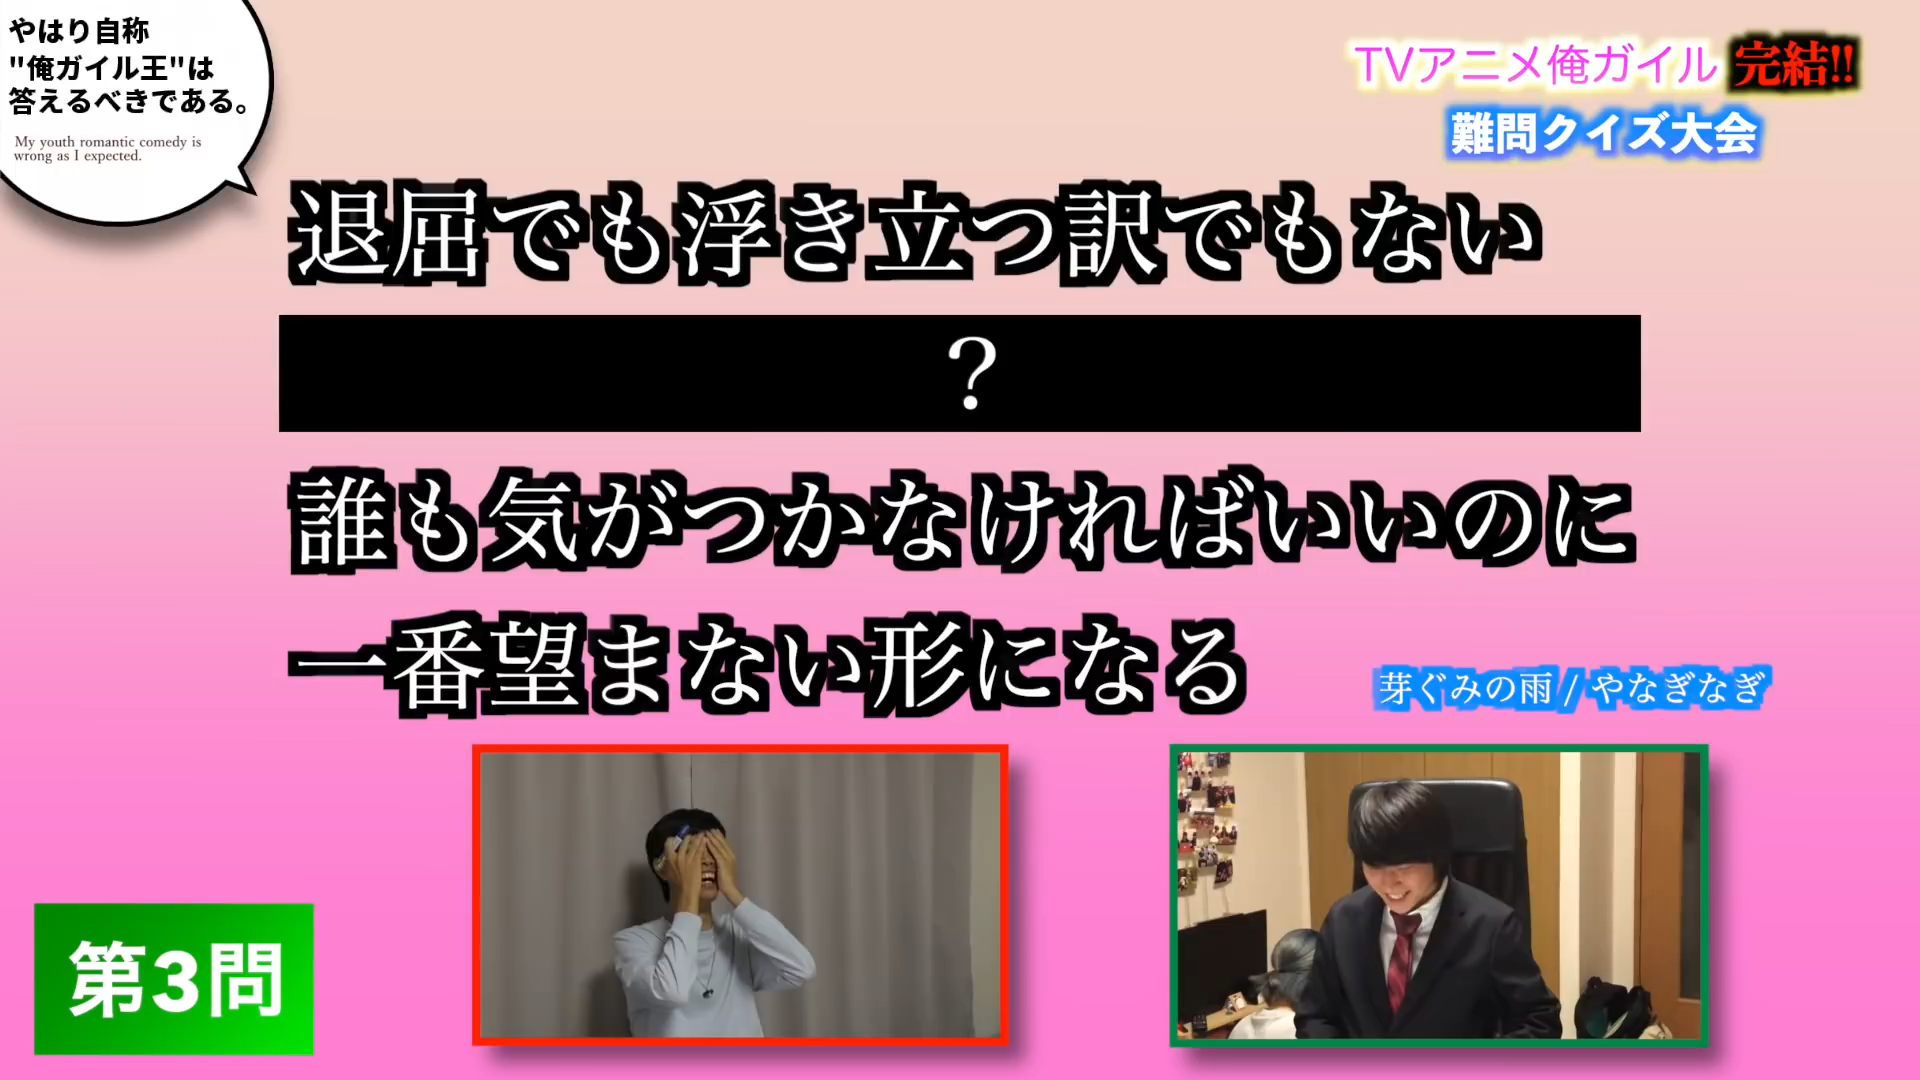 やはり自称
"俺ガイル王"は
答えるべきである。
My youth romantic comedy is
wrong as I expected.
TVアニメ俺ガイル 完結!!
難問クイズ大会
退屈でも浮き立つ訳でもない
?
誰も気がつかなければいいのに
一番望まない形になる
芽ぐみの雨 / やなぎなぎ
第3問